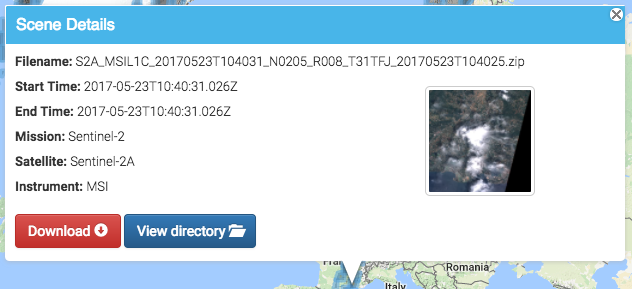 Scene Details
Filename: S2A_MSIL1C_20170523T104031_N0205_R008_T31TFJ_20170523T104025.zip
Start Time: 2017-05-23T10:40:31.026Z
End Time: 2017-05-23T10:40:31.026Z
Mission: Sentinel-2
Satellite: Sentinel-2A
Instrument: MSI
Download
View directory
Romania
Italy